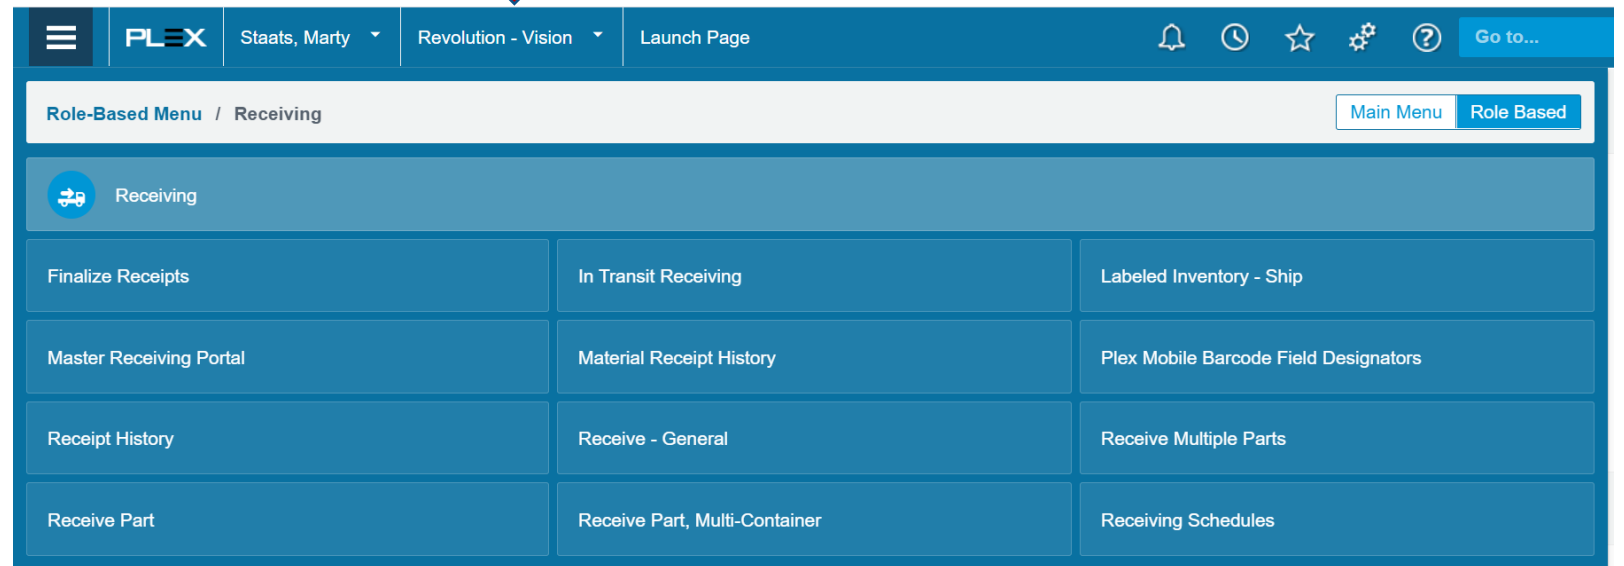 PLEX Staats, Marty Revolution - Vision Launch Page Go to...
Role-Based Menu / Receiving Main Menu Role Based
Receiving
Finalize Receipts In Transit Receiving Labeled Inventory - Ship
Master Receiving Portal Material Receipt History Plex Mobile Barcode Field Designators
Receipt History Receive - General Receive Multiple Parts
Receive Part Receive Part, Multi-Container Receiving Schedules